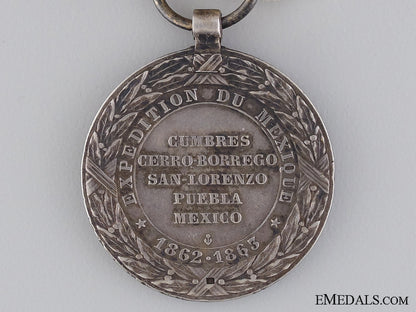 EXPEDITION DU MEXIQUE
CUMBRES
CERRO-BORREGO
SAN-LORENZO
PUEBLA
MEXICO
1862-1863
EMEDALS.COM